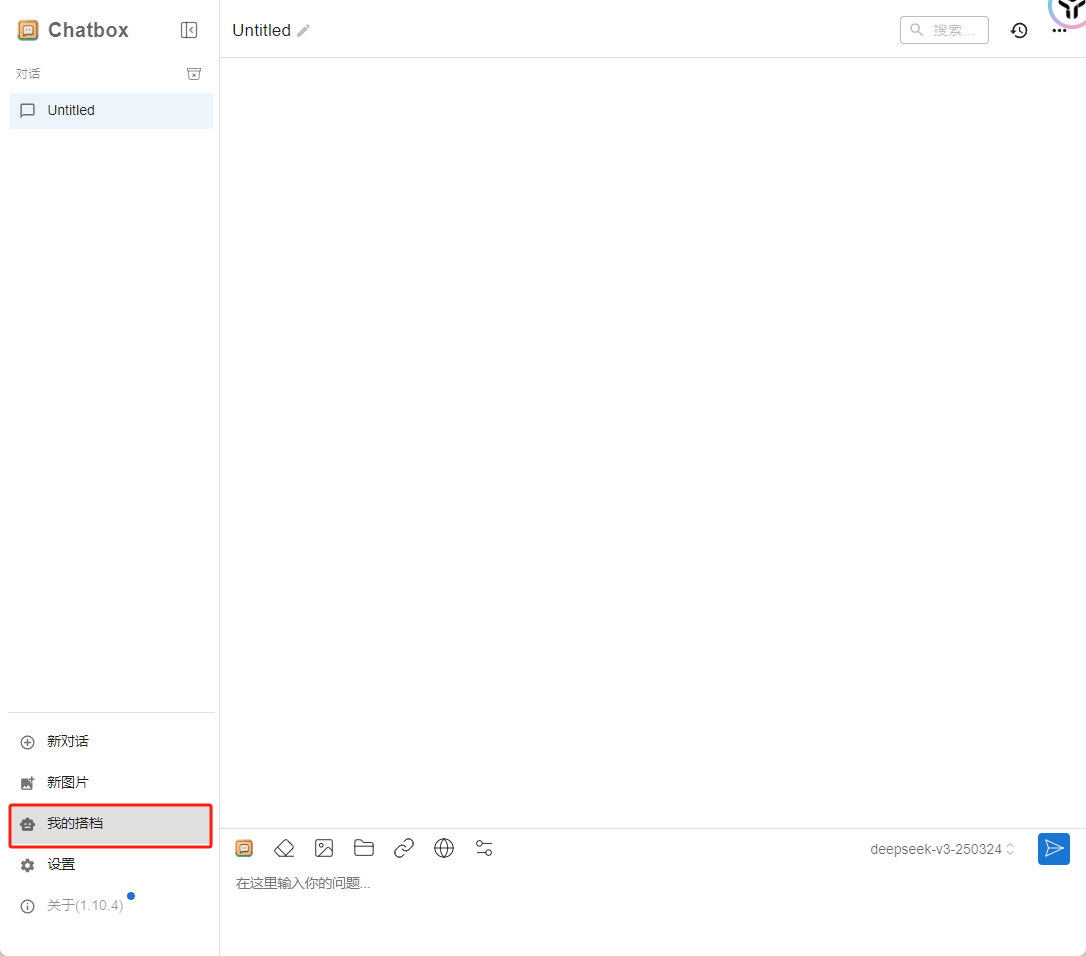 Chatbox
Untitled
搜索...
对话
Untitled
新对话
新图片
我的搭档
设置
关于(1.10.4)
deepseek-v3-250324
在这里输入你的问题...